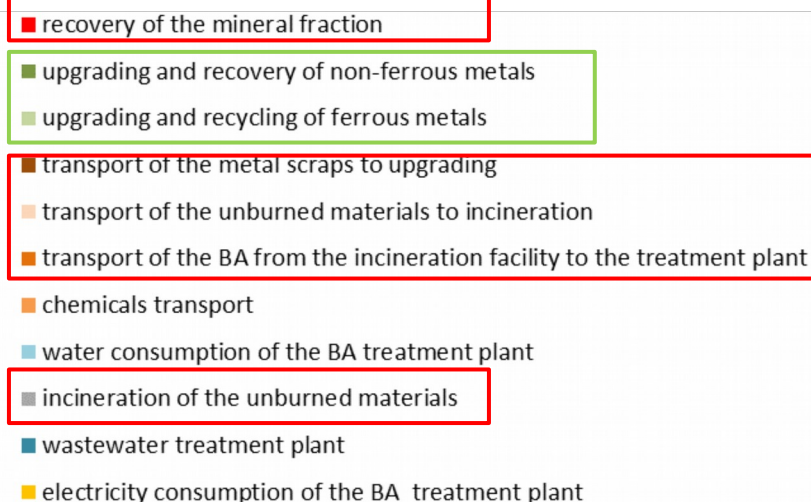 recovery of the mineral fraction
upgrading and recovery of non-ferrous metals
upgrading and recycling of ferrous metals
transport of the metal scraps to upgrading
transport of the unburned materials to incineration
transport of the BA from the incineration facility to the treatment plant
chemicals transport
water consumption of the BA treatment plant
incineration of the unburned materials
wastewater treatment plant
electricity consumption of the BA treatment plant